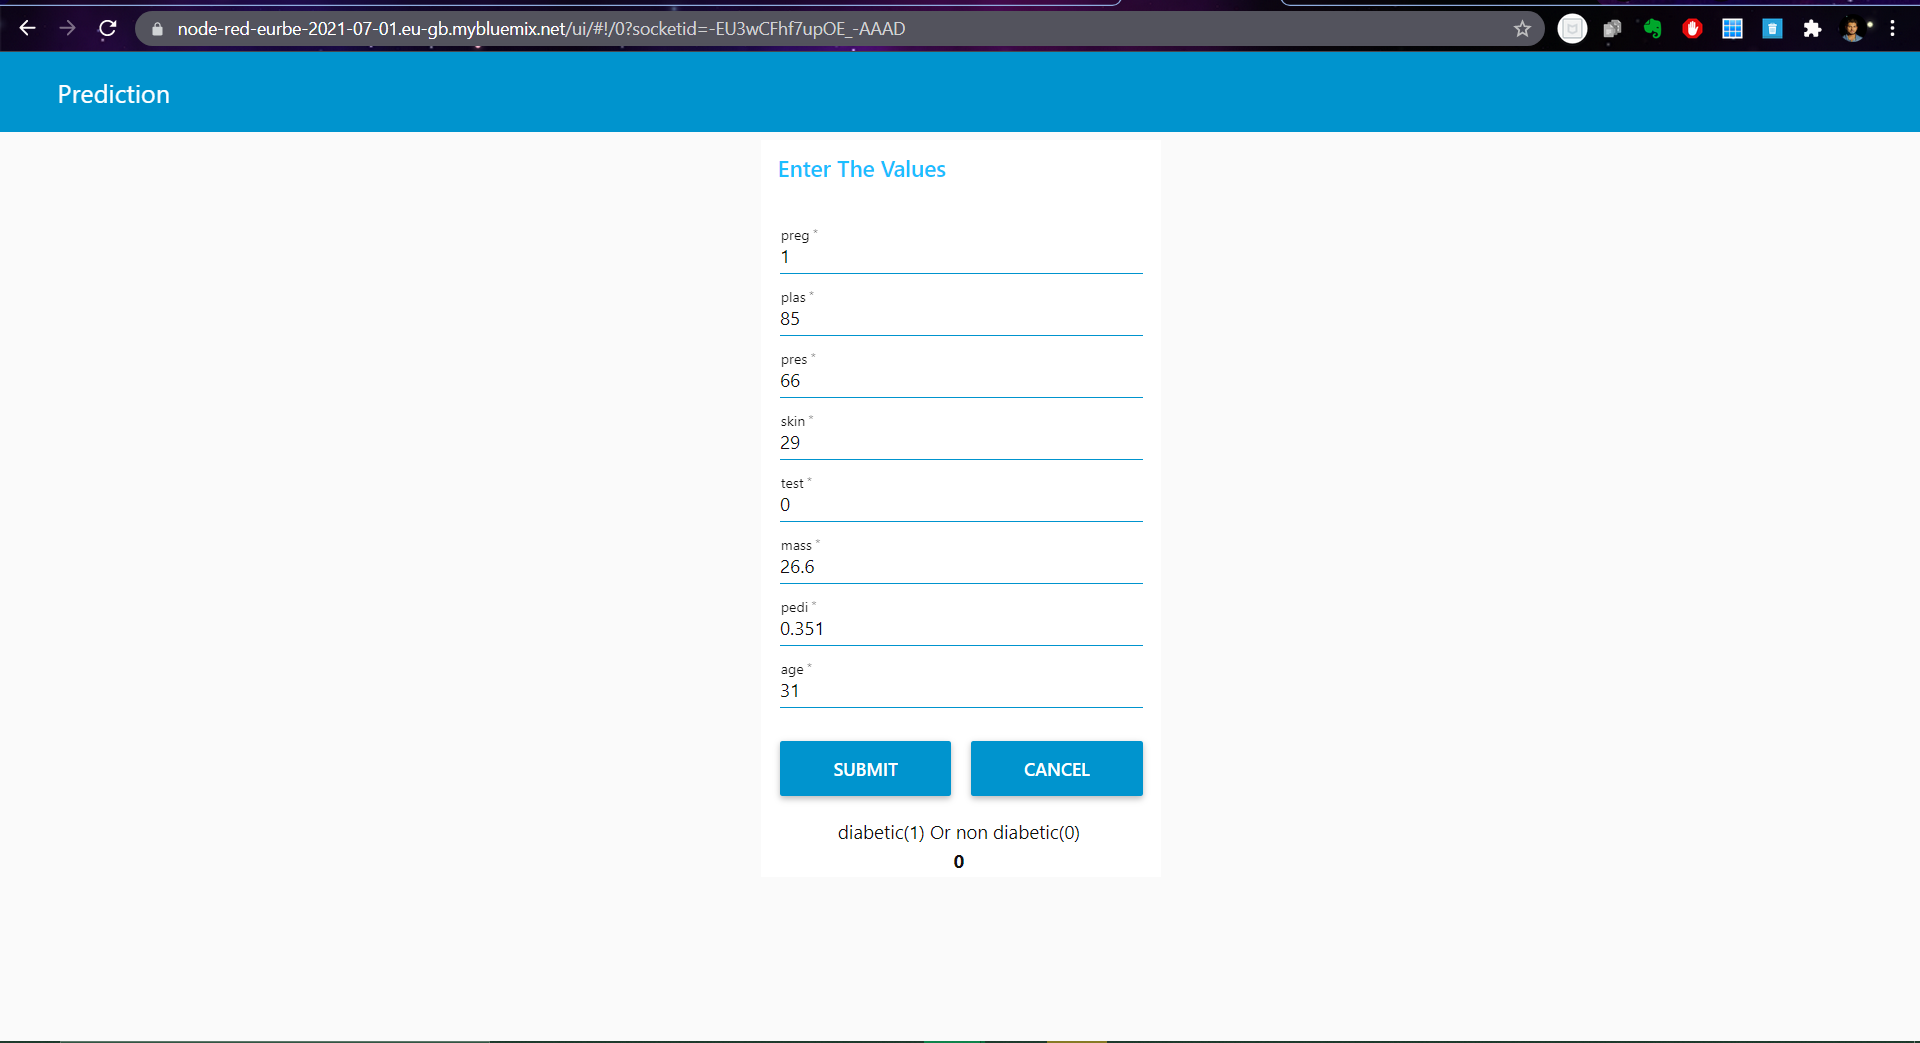 node-red-eurbe-2021-07-01.eu-gb.mybluemix.net/ui/#!/0?socketid=-EU3wCFhf7upOE_-AAAD
Prediction
Enter The Values
preg *
1
plas *
85
pres *
66
skin *
29
test *
0
mass *
26.6
pedi *
0.351
age *
31
SUBMIT CANCEL
diabetic(1) Or non diabetic(0)
0